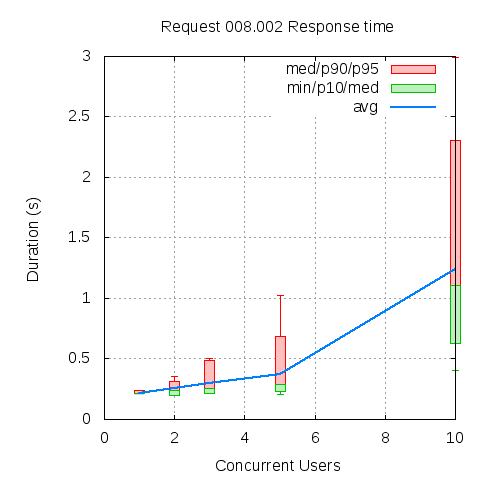 Request 008.002 Response time
3
med/p90/p95
min/p10/med
avg
2.5
2
1.5
1
0.5
0
0 2 4 6 8 10
Duration (s)
Concurrent Users